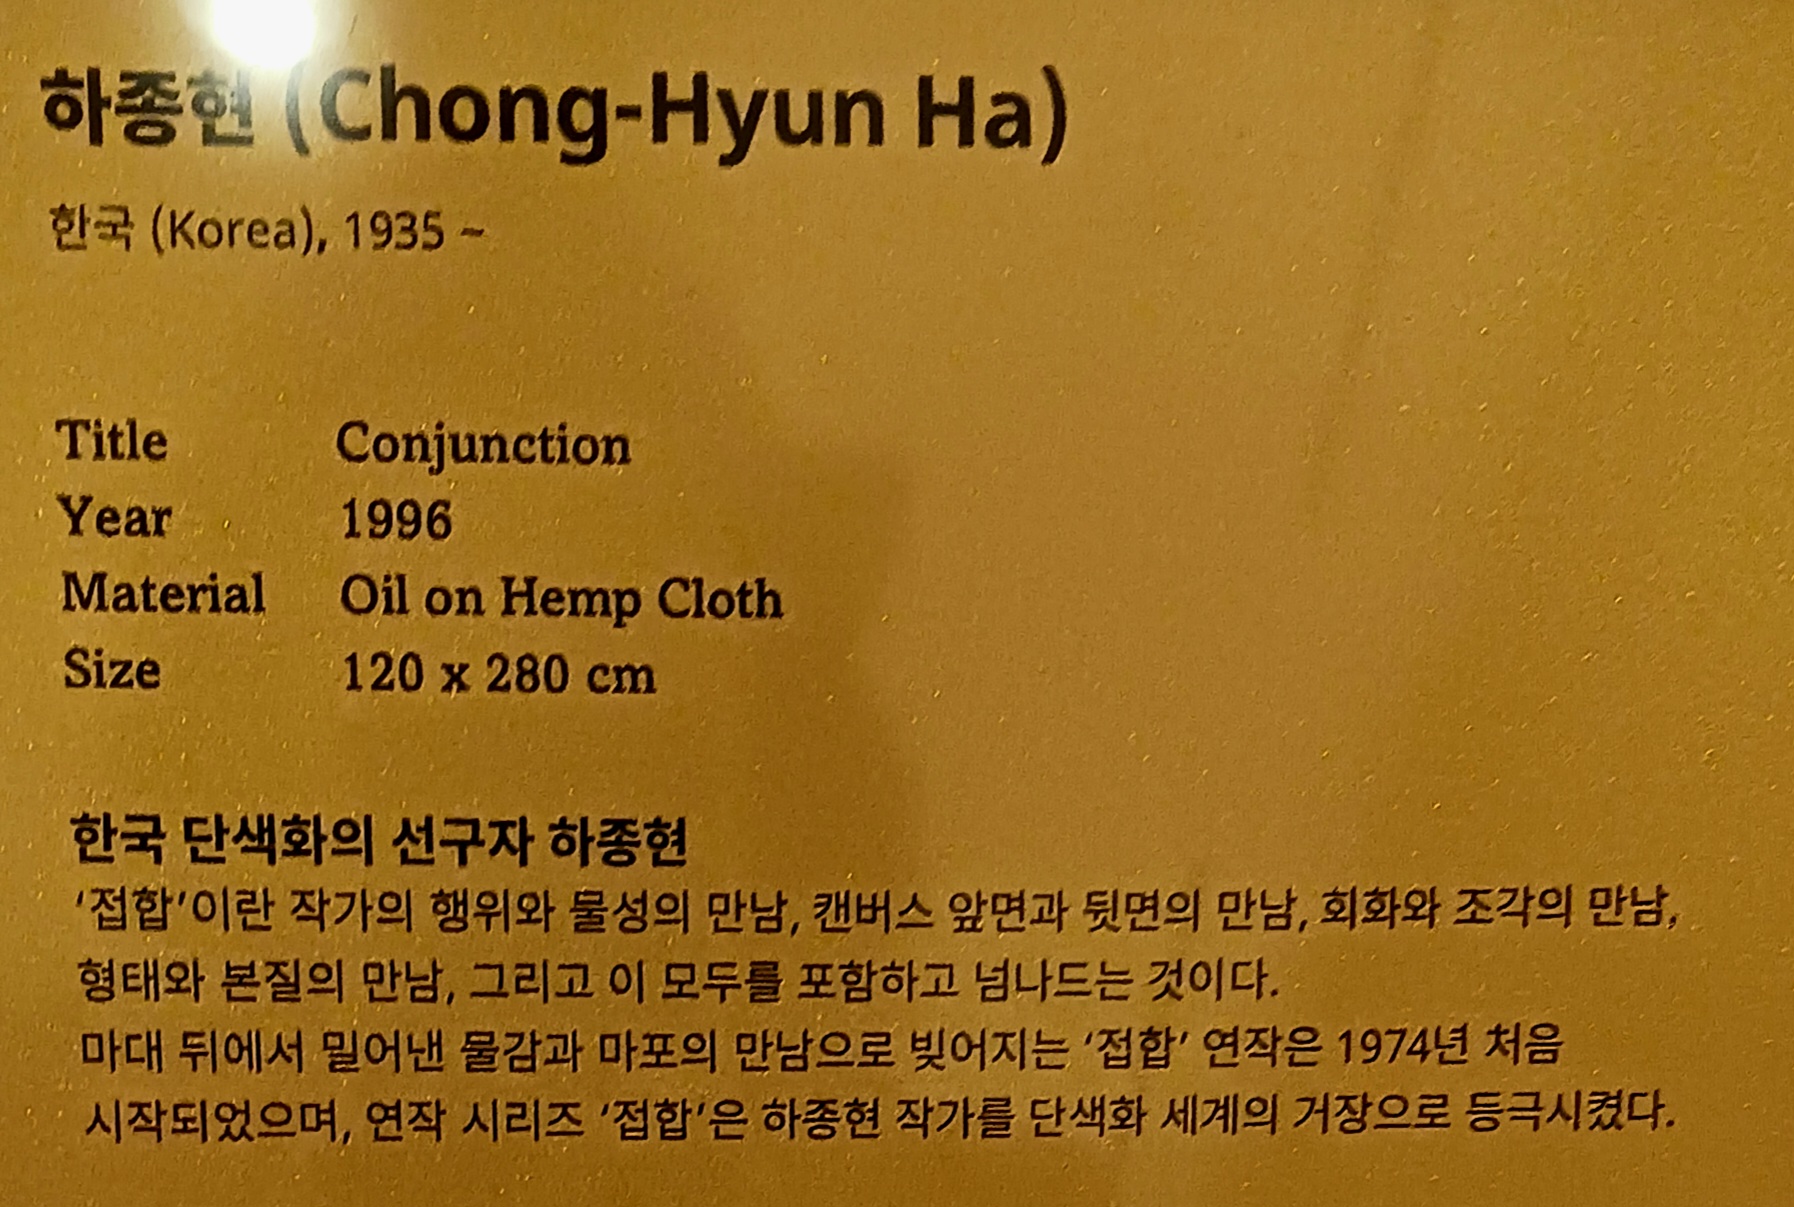 하종현 (Chong-Hyun Ha)
한국 (Korea), 1935 ~
Title Conjunction
Year 1996
Material Oil on Hemp Cloth
Size 120 x 280 cm
한국 단색화의 선구자 하종현
‘접합’이란 작가의 행위와 물성의 만남, 캔버스 앞면과 뒷면의 만남, 회화와 조각의 만남,
형태와 본질의 만남, 그리고 이 모두를 포함하고 넘나드는 것이다.
마대 뒤에서 밀어낸 물감과 마포의 만남으로 빚어지는 ‘접합’ 연작은 1974년 처음
시작되었으며, 연작 시리즈 ‘접합’은 하종현 작가를 단색화 세계의 거장으로 등극시켰다.